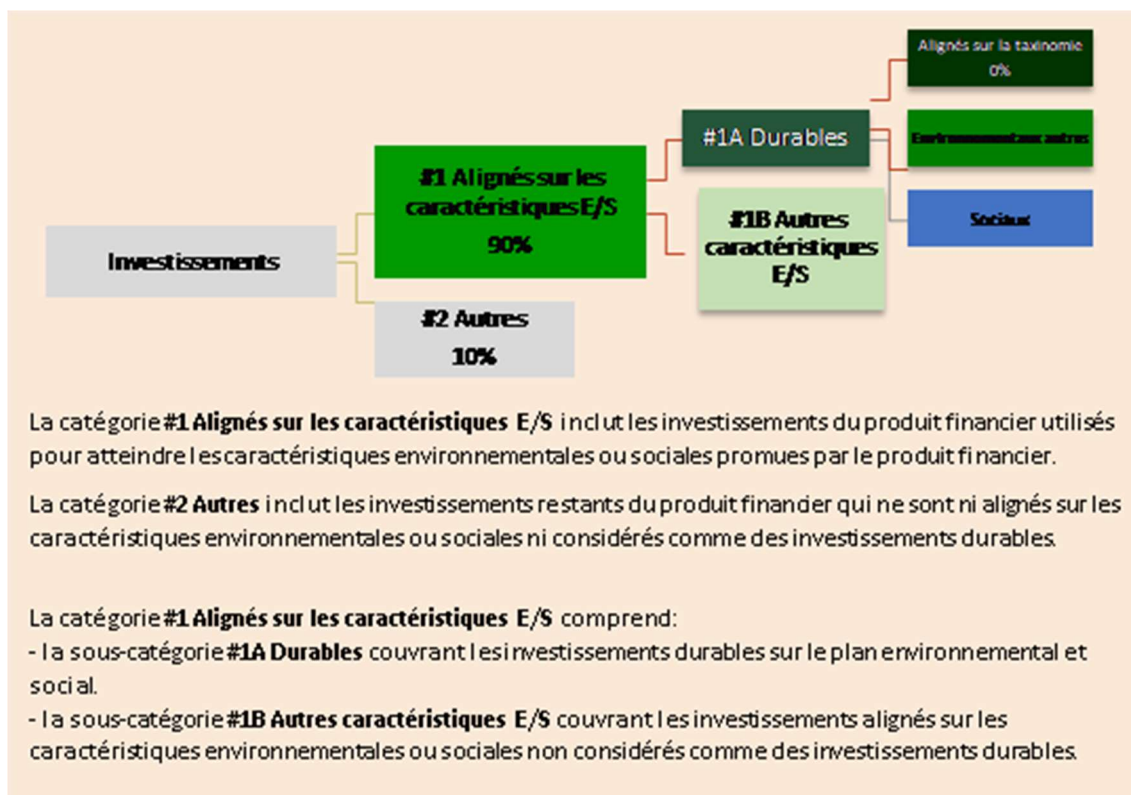 Alignés sur la taxinomie
0%
#1A Durables
Environnementaux autres
#1 Alignés sur les
caractéristiques E/S
90%
#1B Autres
caractéristiques
E/S
Sociaux
Investissements
#2 Autres
10%
La catégorie #1 Alignés sur les caractéristiques E/S inclut les investissements du produit financier utilisés
pour atteindre les caractéristiques environnementales ou sociales promues par le produit financier.
La catégorie #2 Autres inclut les investissements restants du produit financier qui ne sont ni alignés sur les
caractéristiques environnementales ou sociales ni considérés comme des investissements durables.
La catégorie #1 Alignés sur les caractéristiques E/S comprend:
- la sous-catégorie #1A Durables couvrant les investissements durables sur le plan environnemental et
social.
- la sous-catégorie #1B Autres caractéristiques E/S couvrant les investissements alignés sur les
caractéristiques environnementales ou sociales non considérés comme des investissements durables.